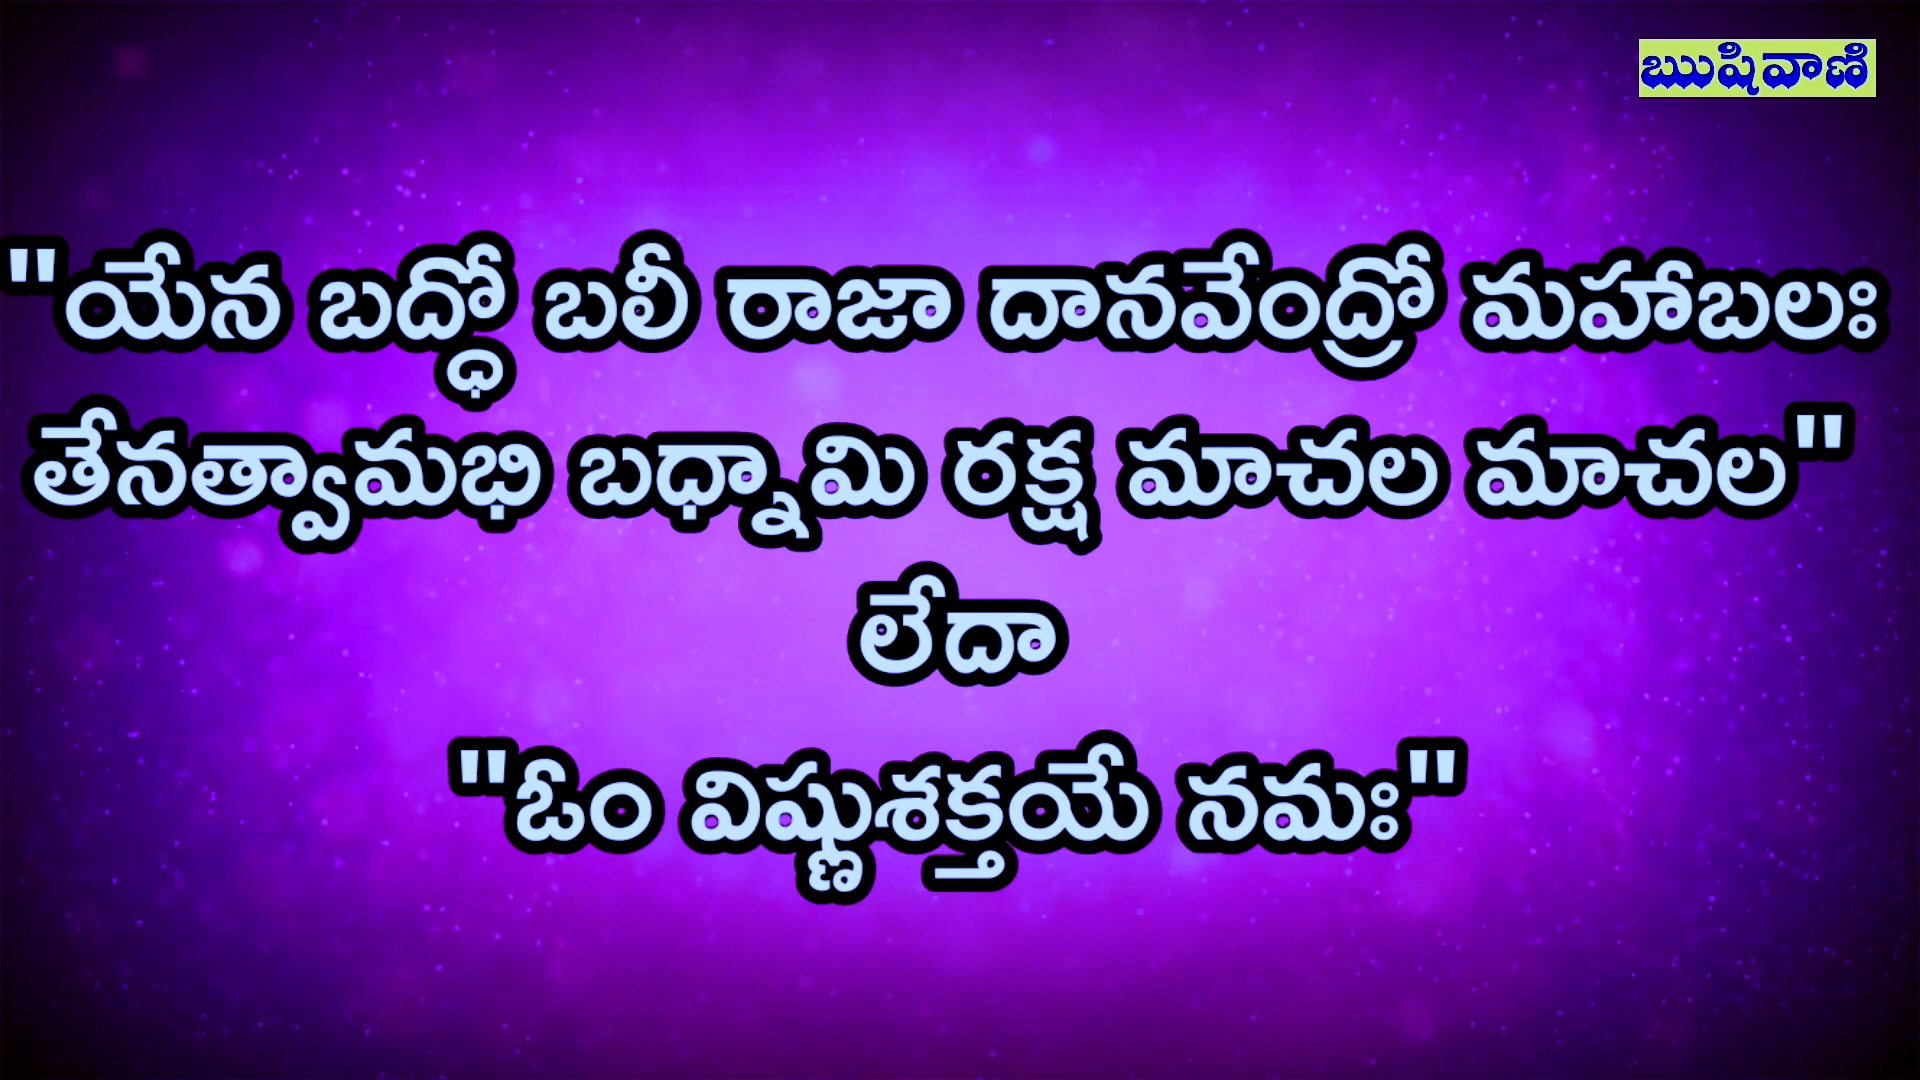 ఋషివాణి
"యేన బద్ధో బలీ రాజా దానవేంద్రో మహాబలః
తేనత్వామభి బధ్నామి రక్ష మాచల మాచల"
లేదా
"ఓం విష్ణుశక్తయే నమః"